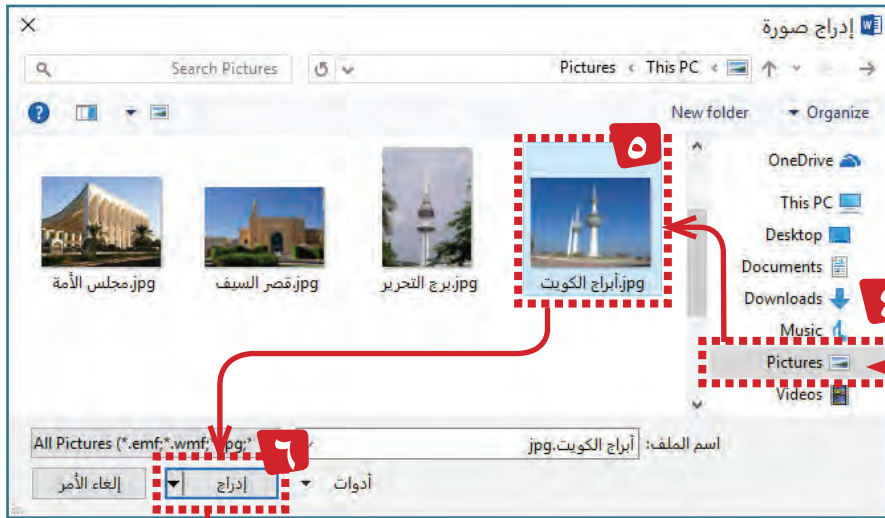 إدراج صورة
Pictures < This PC <
Search Pictures
Organize
New folder
٥
OneDrive
This PC
Desktop
Documents
Downloads
Music
Pictures
Videos
٤
أبراج الكويت.jpg
برج التحرير.jpg
قصر السيف.jpg
مجلس الأمة.jpg
اسم الملف: أبراج الكويت.jpg
All Pictures (*.emf;*.wmf;*.jpg;*
٦
أدوات
إدراج
إلغاء الأمر